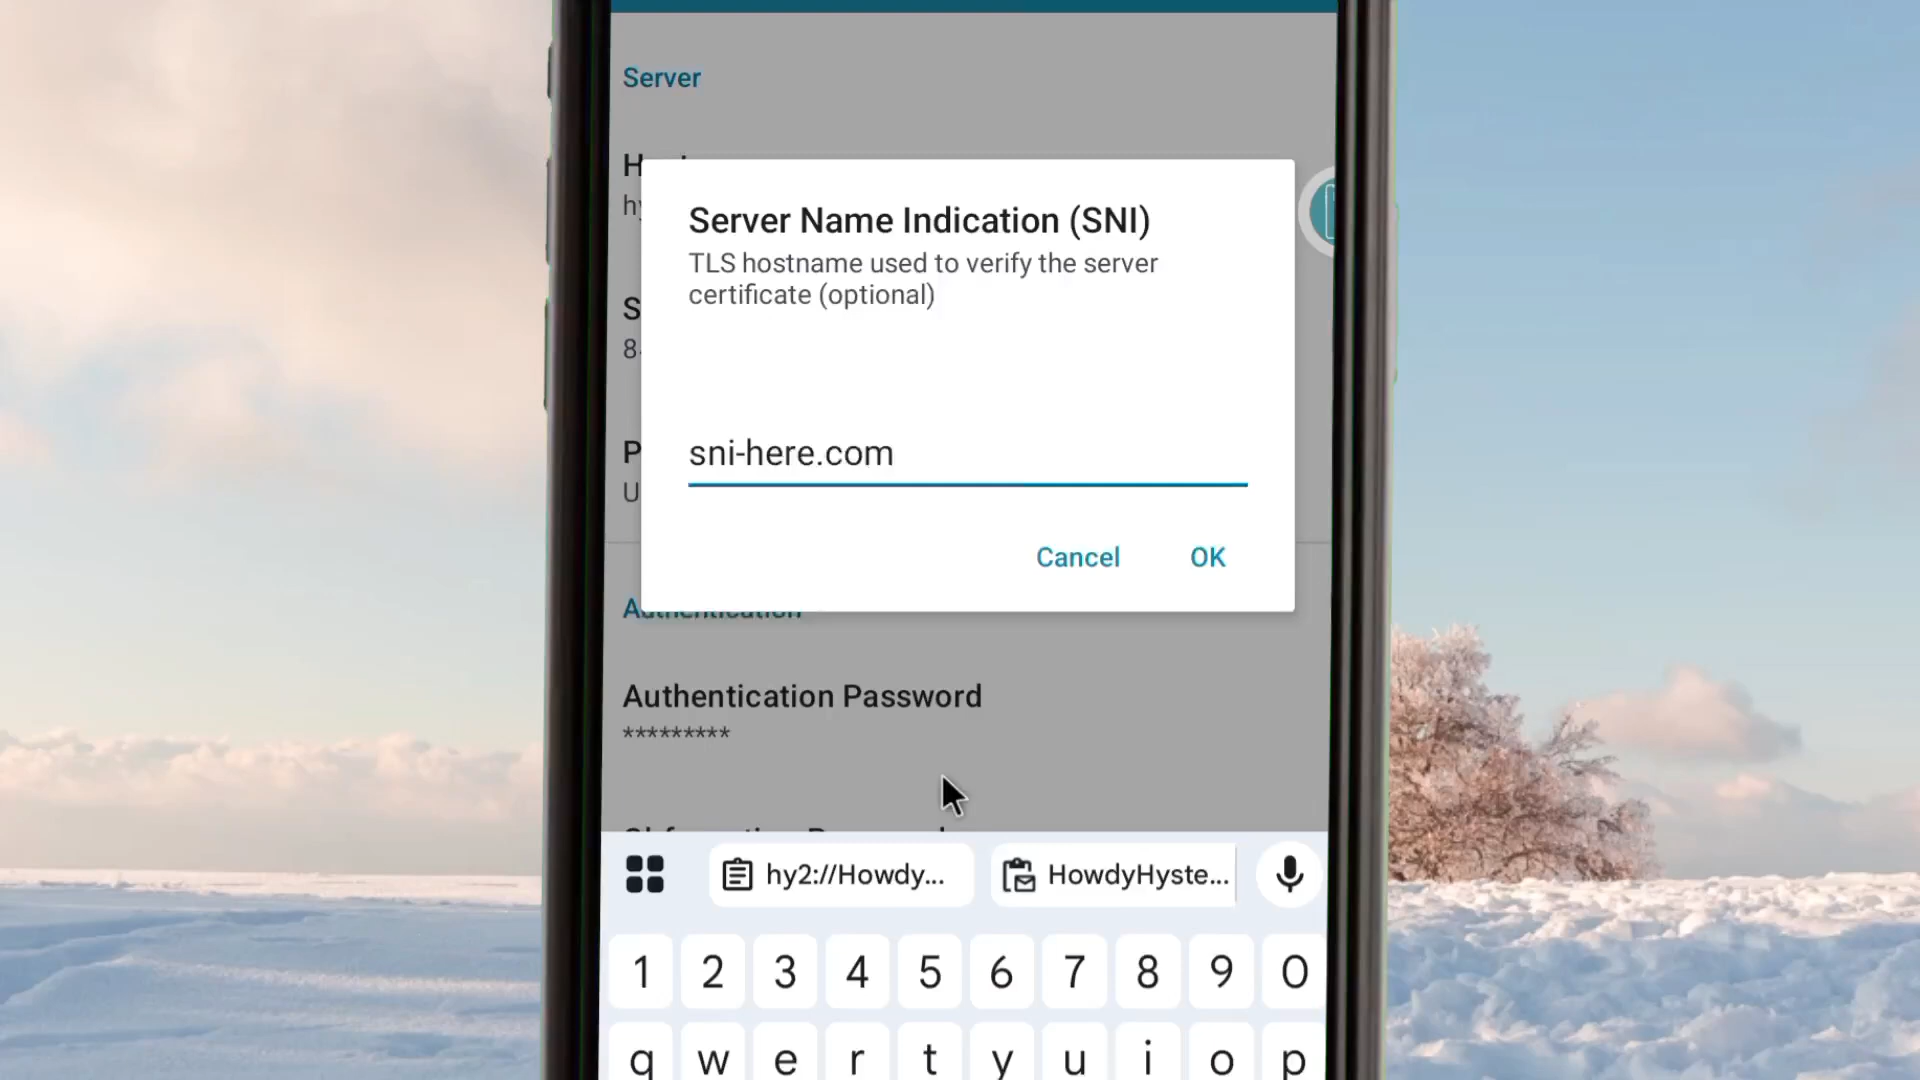 Server
Server Name Indication (SNI)
TLS hostname used to verify the server
certificate (optional)
sni-here.com
Cancel OK
Authentication
Authentication Password
*********
hy2://Howdy... HowdyHyste...
1 2 3 4 5 6 7 8 9 0
q w e r t y u i o p